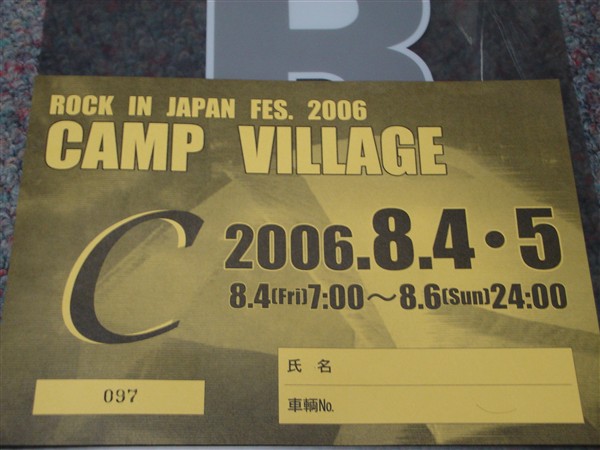 B
ROCK IN JAPAN FES. 2006
CAMP VILLAGE
C
2006.8.4・5
8.4(Fri)7:00～8.6(Sun)24:00
氏 名
097
車輌No.